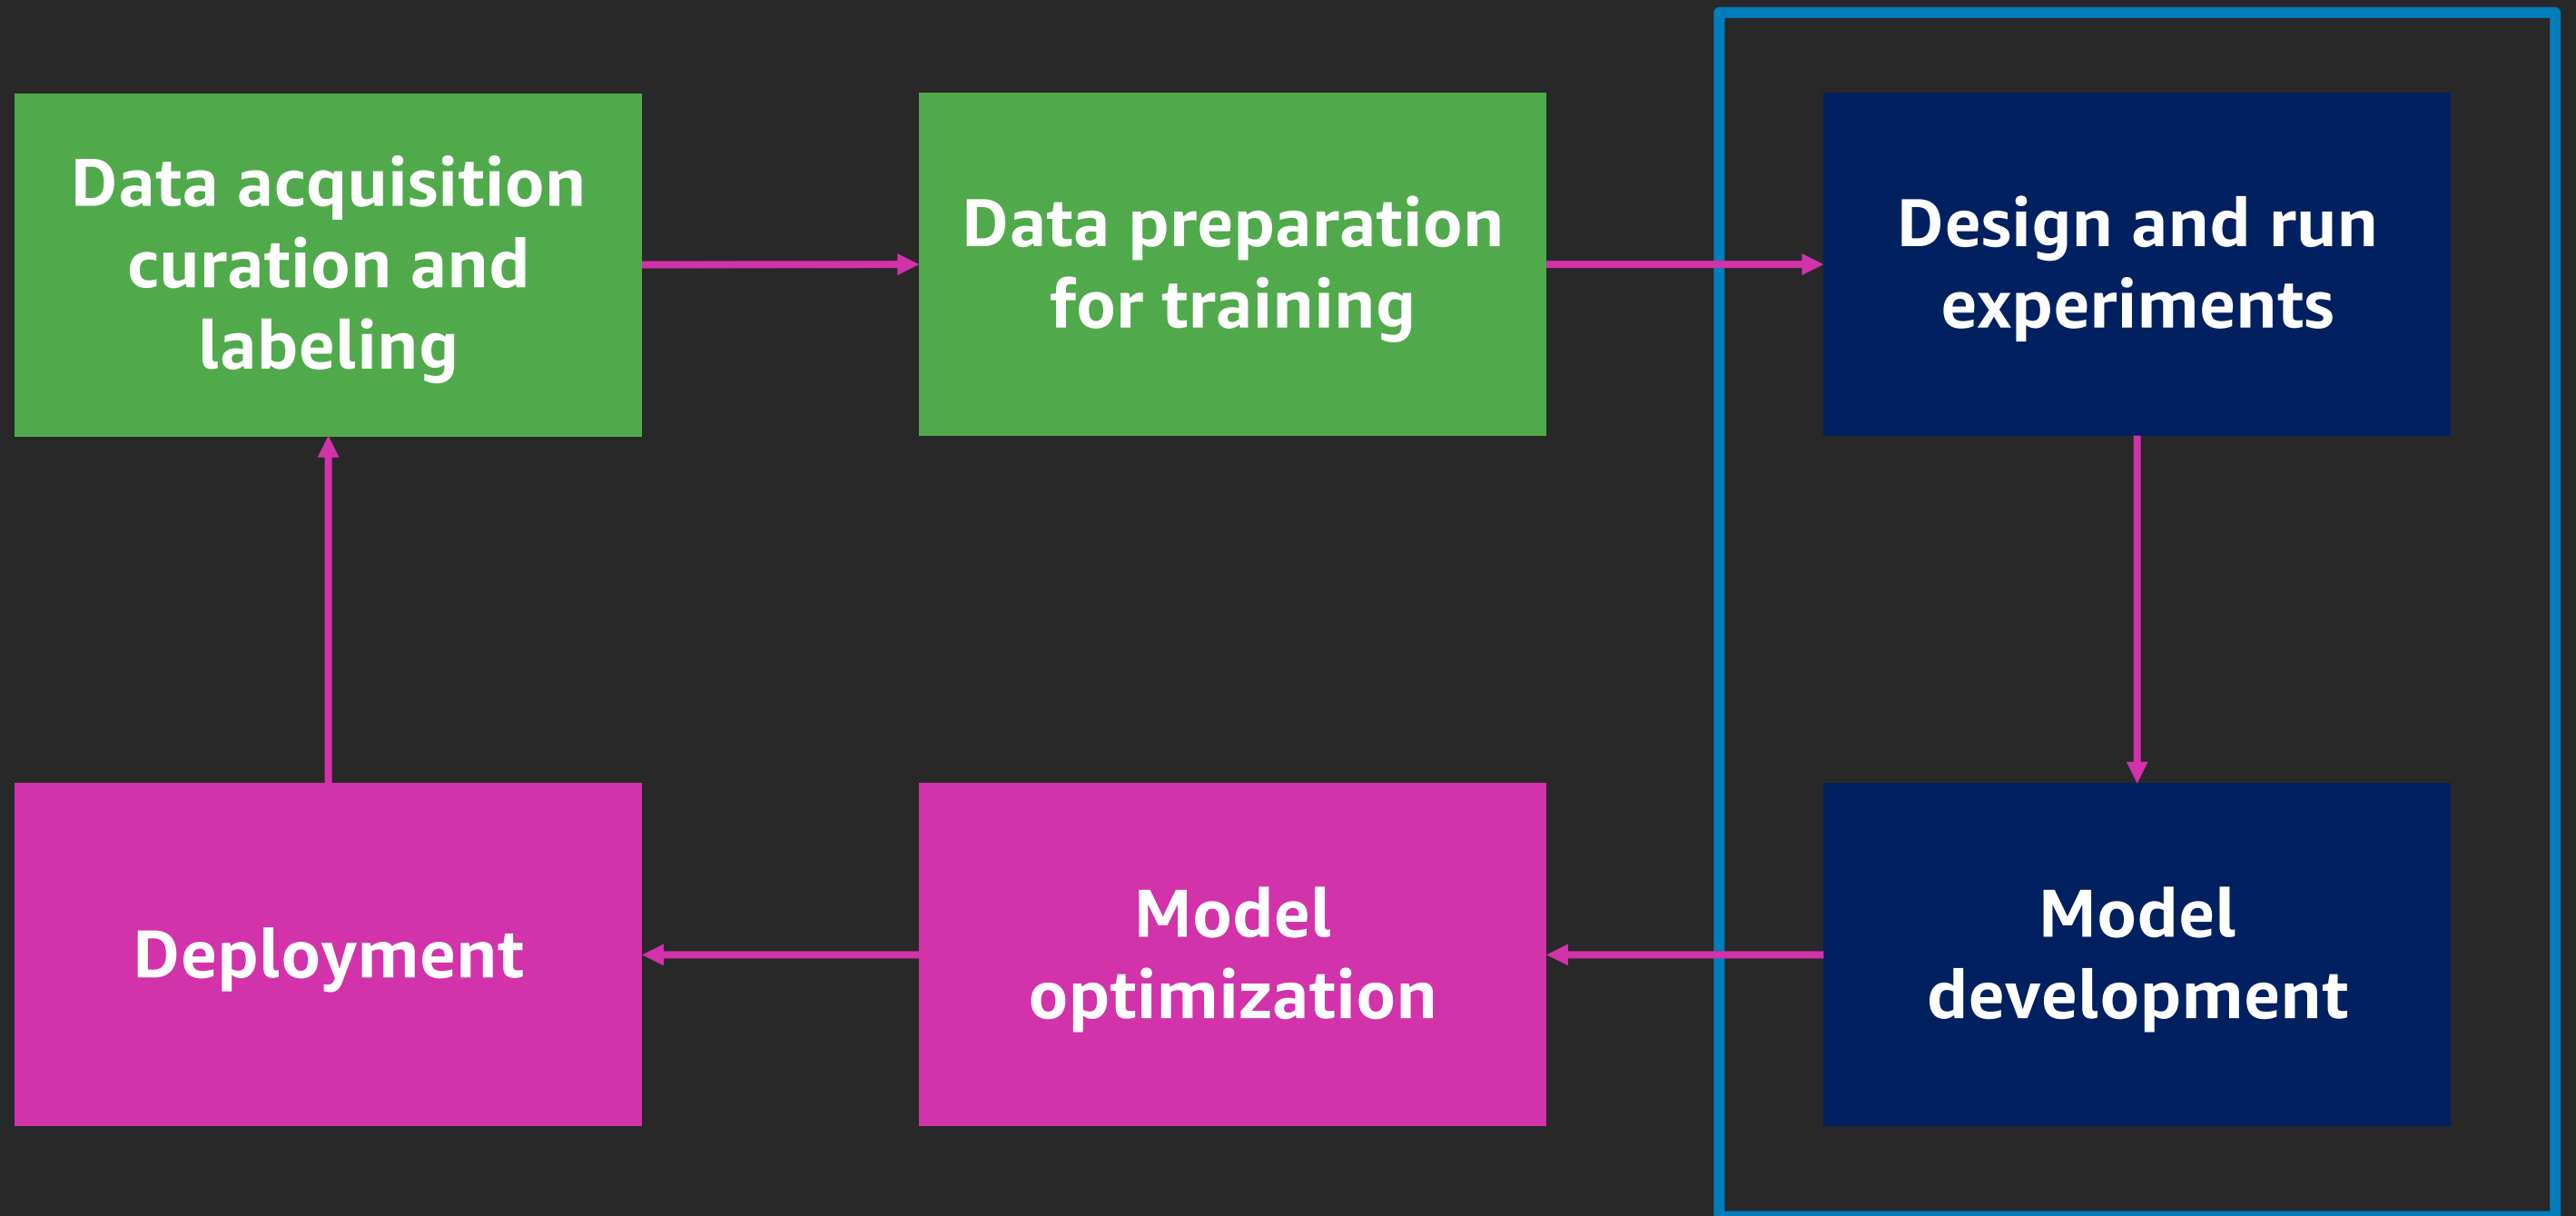 Data acquisition
curation and
labeling
Data preparation
for training
Design and run
experiments
Deployment
Model
optimization
Model
development